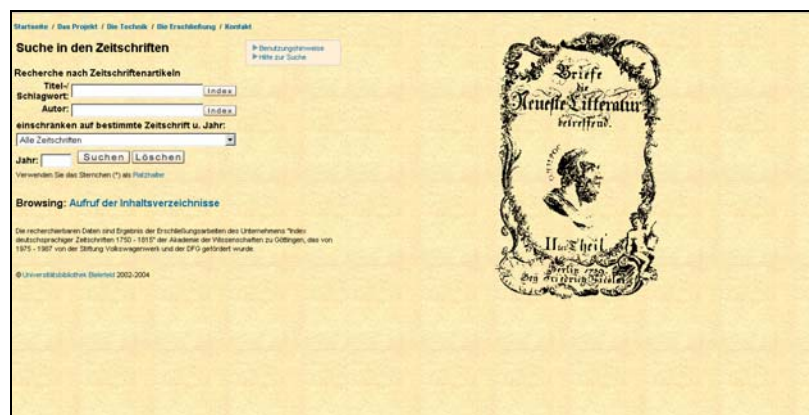 Startseite / Das Projekt / Die Technik / Die Erschließung / Kontakt
Suche in den Zeitschriften
Benutzungshinweise
Hilfe zur Suche
Recherche nach Zeitschriftenartikeln
Titel-/
Schlagwort:
Index
Autor:
Index
einschränken auf bestimmte Zeitschrift u. Jahr:
Alle Zeitschriften
Jahr:
Suchen
Löschen
Verwenden Sie das Sternchen (*) als Platzhalter
Browsing: Aufruf der Inhaltsverzeichnisse
Die recherchierbaren Daten sind Ergebnis der Erschließungsarbeiten des Unternehmens "Index
deutschsprachiger Zeitschriften 1750 - 1815" der Akademie der Wissenschaften zu Göttingen, das von
1975 - 1987 von der Stiftung Volkswagenwerk und der DFG gefördert wurde.
© Universitätsbibliothek Bielefeld 2002-2004
Briefe
die
Neueste Litteratur
betreffend.
IIter Theil.
Berlin 1759.
Bey Friedrich Nicolai